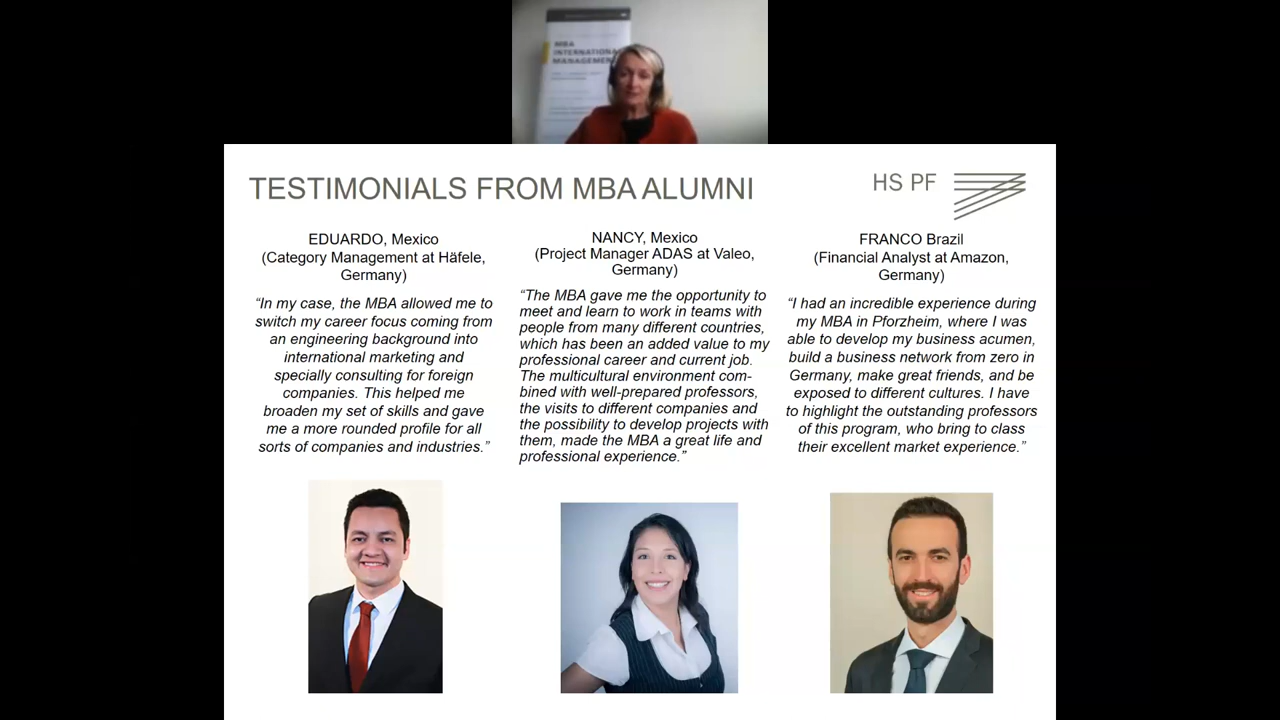 MBA
INTERNATIONAL
MANAGEMENT
TESTIMONIALS FROM MBA ALUMNI
HS PF
EDUARDO, Mexico
(Category Management at Häfele,
Germany)
“In my case, the MBA allowed me to
switch my career focus coming from
an engineering background into
international marketing and
specially consulting for foreign
companies. This helped me
broaden my set of skills and gave
me a more rounded profile for all
sorts of companies and industries.”
NANCY, Mexico
(Project Manager ADAS at Valeo,
Germany)
“The MBA gave me the opportunity to
meet and learn to work in teams with
people from many different countries,
which has been an added value to my
professional career and current job.
The multicultural environment com-
bined with well-prepared professors,
the visits to different companies and
the possibility to develop projects with
them, made the MBA a great life and
professional experience.”
FRANCO Brazil
(Financial Analyst at Amazon,
Germany)
“I had an incredible experience during
my MBA in Pforzheim, where I was
able to develop my business acumen,
build a business network from zero in
Germany, make great friends, and be
exposed to different cultures. I have
to highlight the outstanding professors
of this program, who bring to class
their excellent market experience.”